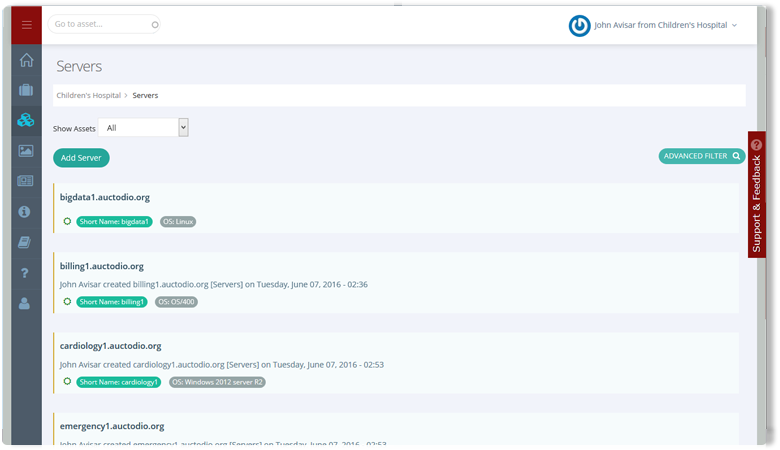 Go to asset...
John Avisar from Children's Hospital
Servers
Children's Hospital > Servers
Show Assets All
Add Server
ADVANCED FILTER
Support & Feedback
bigdata1.auctodio.org
Short Name: bigdata1 OS: Linux
billing1.auctodio.org
John Avisar created billing1.auctodio.org [Servers] on Tuesday, June 07, 2016 - 02:36
Short Name: billing1 OS: OS/400
cardiology1.auctodio.org
John Avisar created cardiology1.auctodio.org [Servers] on Tuesday, June 07, 2016 - 02:53
Short Name: cardiology1 OS: Windows 2012 server R2
emergency1.auctodio.org
John Avisar created emergency1.auctodio.org [Servers] on Tuesday, June 07, 2016 - 02:53